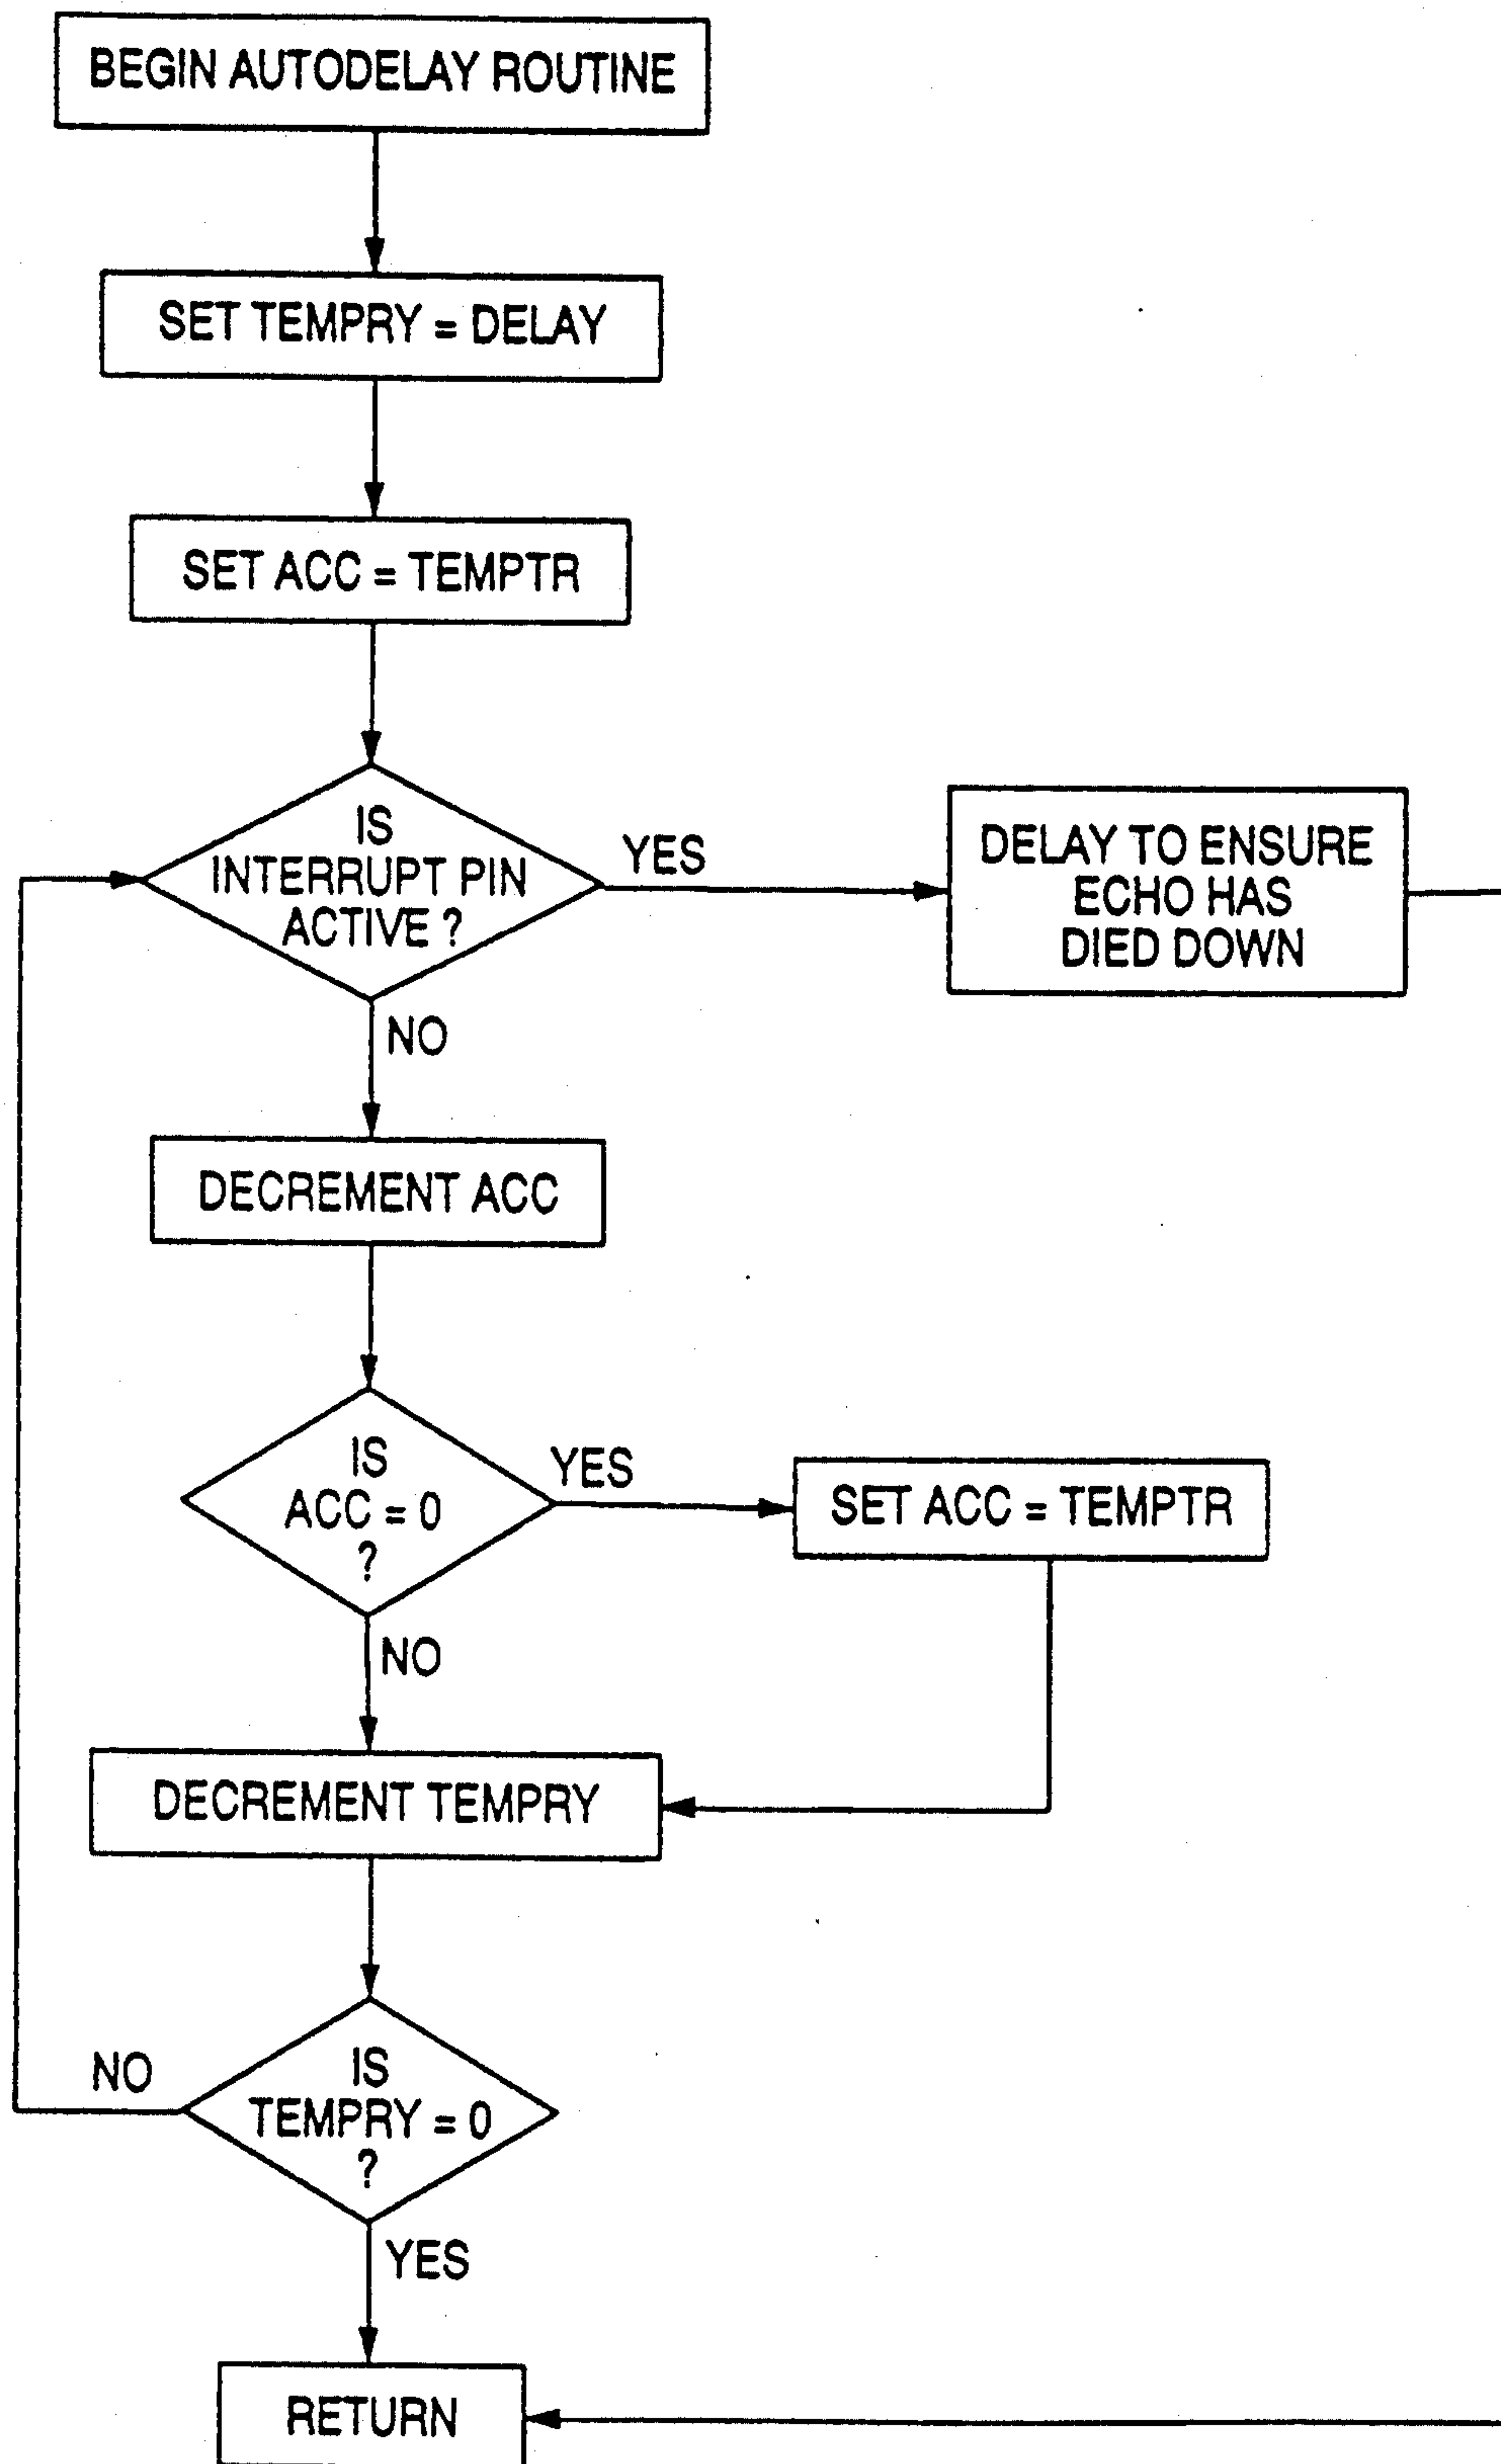 BEGIN AUTODELAY ROUTINE
SET TEMPRY = DELAY
SET ACC = TEMPTR
IS
INTERRUPT PIN
ACTIVE ?
YES
DELAY TO ENSURE
ECHO HAS
DIED DOWN
NO
DECREMENT ACC
IS
ACC = 0
?
YES
SET ACC = TEMPTR
NO
DECREMENT TEMPRY
NO
IS
TEMPRY = 0
?
YES
RETURN